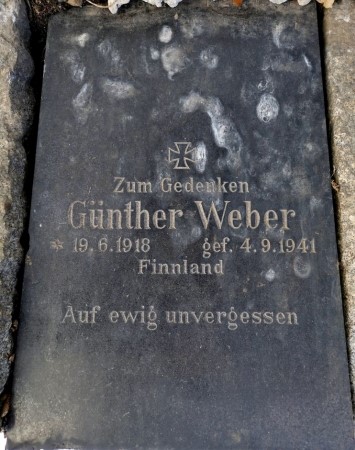 Zum Gedenken
Günther Weber
* 19.6.1918 gef. 4.9.1941
Finnland
Auf ewig unvergessen